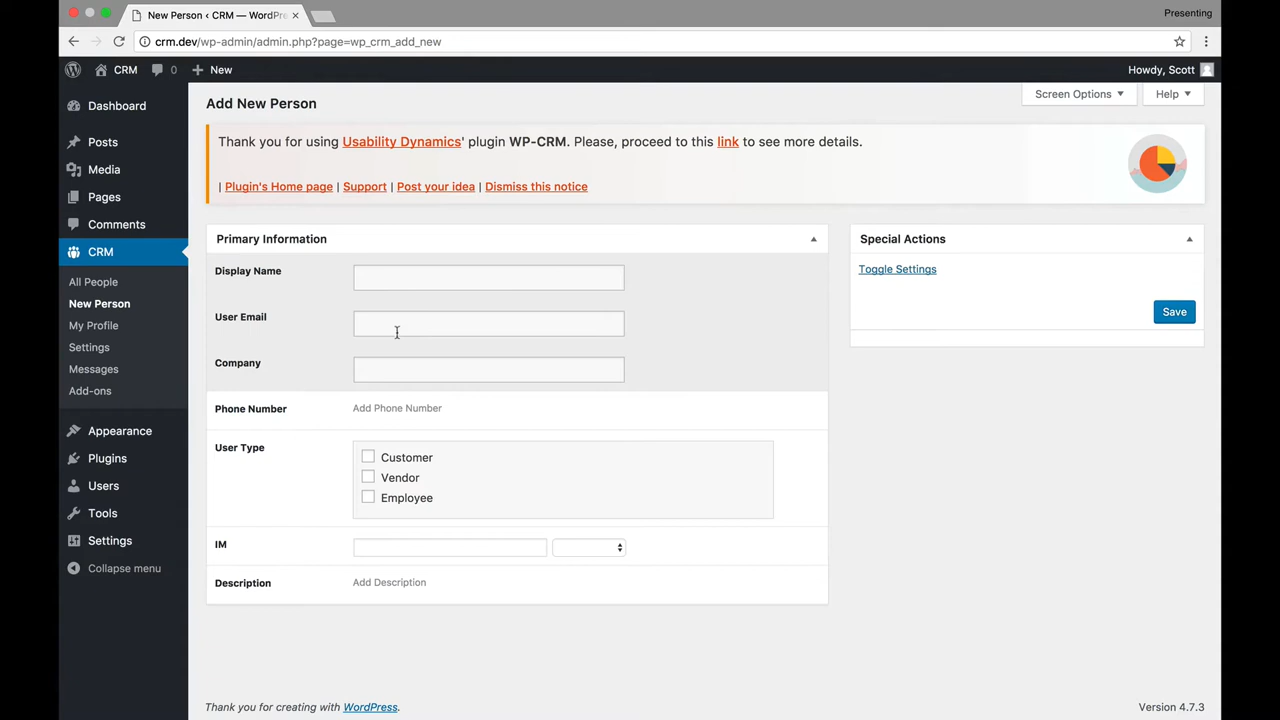 New Person ‹ CRM — WordPr
Presenting
crm.dev/wp-admin/admin.php?page=wp_crm_add_new
CRM
0
New
Howdy, Scott
Dashboard
Posts
Media
Pages
Comments
CRM
All People
New Person
My Profile
Settings
Messages
Add-ons
Appearance
Plugins
Users
Tools
Settings
Collapse menu
Add New Person
Screen Options
Help
Thank you for using Usability Dynamics' plugin WP-CRM. Please, proceed to this link to see more details.
| Plugin's Home page | Support | Post your idea | Dismiss this notice
Primary Information
Display Name
User Email
Company
Phone Number
Add Phone Number
User Type
Customer
Vendor
Employee
IM
Description
Add Description
Special Actions
Toggle Settings
Save
Thank you for creating with WordPress.
Version 4.7.3